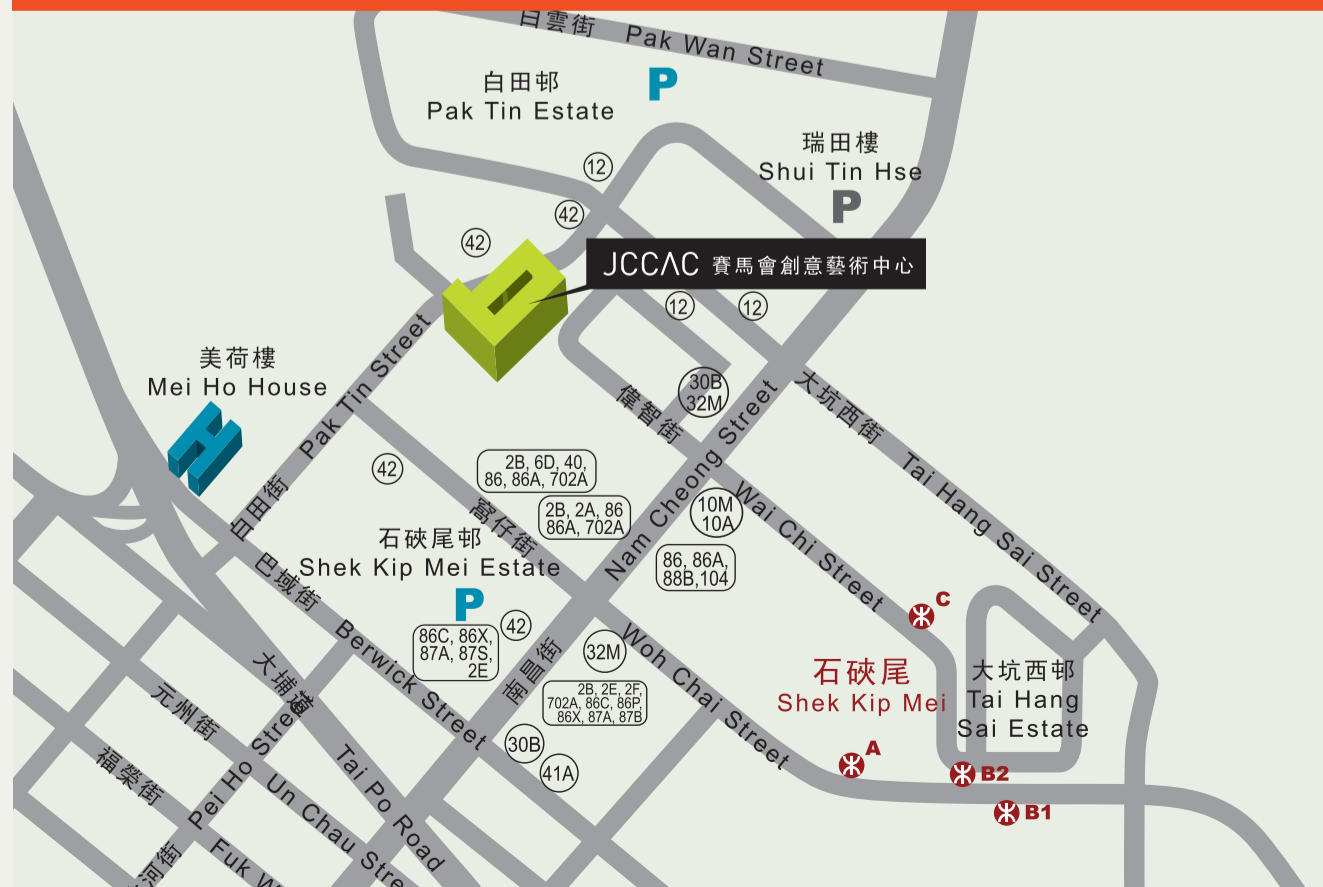 白雲街 Pak Wan Street
白田邨
Pak Tin Estate
P
瑞田樓
Shui Tin Hse
P
12
42
42
JCCAC 賽馬會創意藝術中心
12
12
美荷樓
Mei Ho House
白田街 Pak Tin Street
30B
32M
偉智街 Wai Chi Street
大坑西街 Tai Hang Sai Street
42
2B, 6D, 40,
86, 86A, 702A
2B, 2A, 86
86A, 702A
10M
10A
86, 86A,
88B,104
窩仔街 Woh Chai Street
南昌街 Nam Cheong Street
石硤尾邨
Shek Kip Mei Estate
P
巴域街 Berwick Street
86C, 86X,
87A, 87S,
2E
42
32M
2B, 2E, 2F,
702A, 86C, 86P,
86X, 87A, 87B
30B
41A
C
石硤尾
Shek Kip Mei
大坑西邨
Tai Hang
Sai Estate
A
B2
B1
大埔道 Tai Po Road
元州街 Un Chau Stre
福榮街 Fuk W
河街 Pei Ho Street